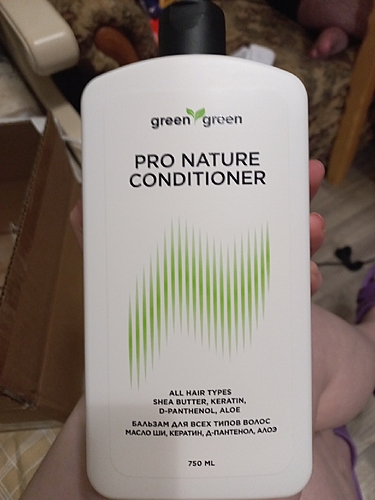 green green
PRO NATURE
CONDITIONER
ALL HAIR TYPES
SHEA BUTTER, KERATIN,
D-PANTHENOL, ALOE
БАЛЬЗАМ ДЛЯ ВСЕХ ТИПОВ ВОЛОС
МАСЛО ШИ, КЕРАТИН, Д-ПАНТЕНОЛ, АЛОЭ
750 ML